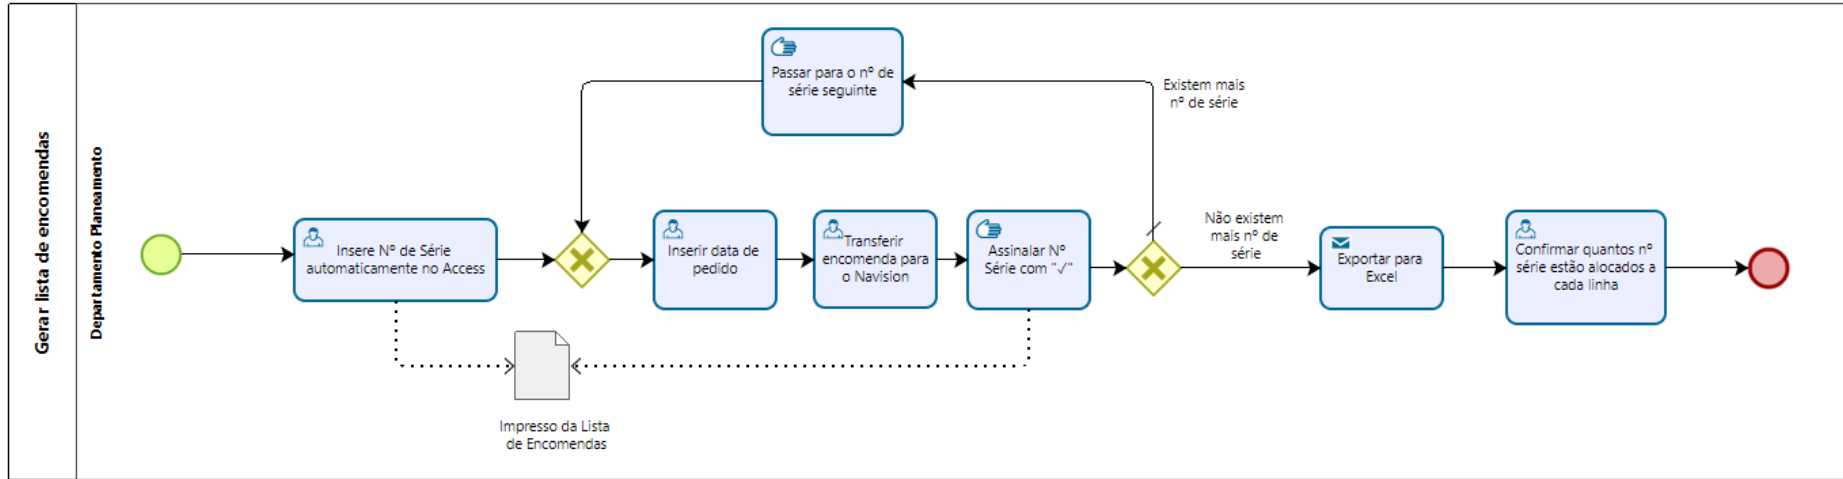 Gerar lista de encomendas
Departamento Planeamento
Passar para o nº de
série seguinte
Existem mais
nº de série
Insere Nº de Série
automaticamente no Access
Inserir data de
pedido
Transferir
encomenda para
o Navision
Assinalar Nº
Série com "✓"
Não existem
mais nº de
série
Exportar para
Excel
Confirmar quantos nº
série estão alocados a
cada linha
Impresso da Lista
de Encomendas